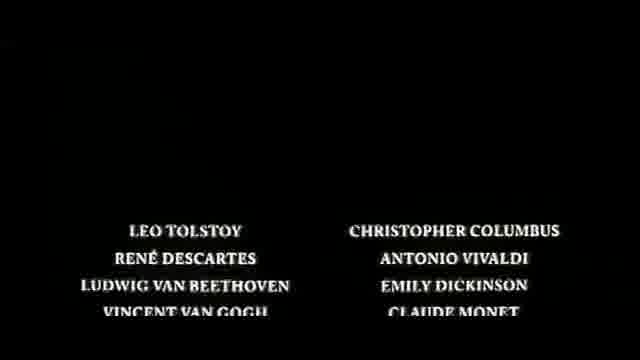 LEO TOLSTOY CHRISTOPHER COLUMBUS
RENÉ DESCARTES ANTONIO VIVALDI
LUDWIG VAN BEETHOVEN EMILY DICKINSON
VINCENT VAN GOGH CLAUDE MONET